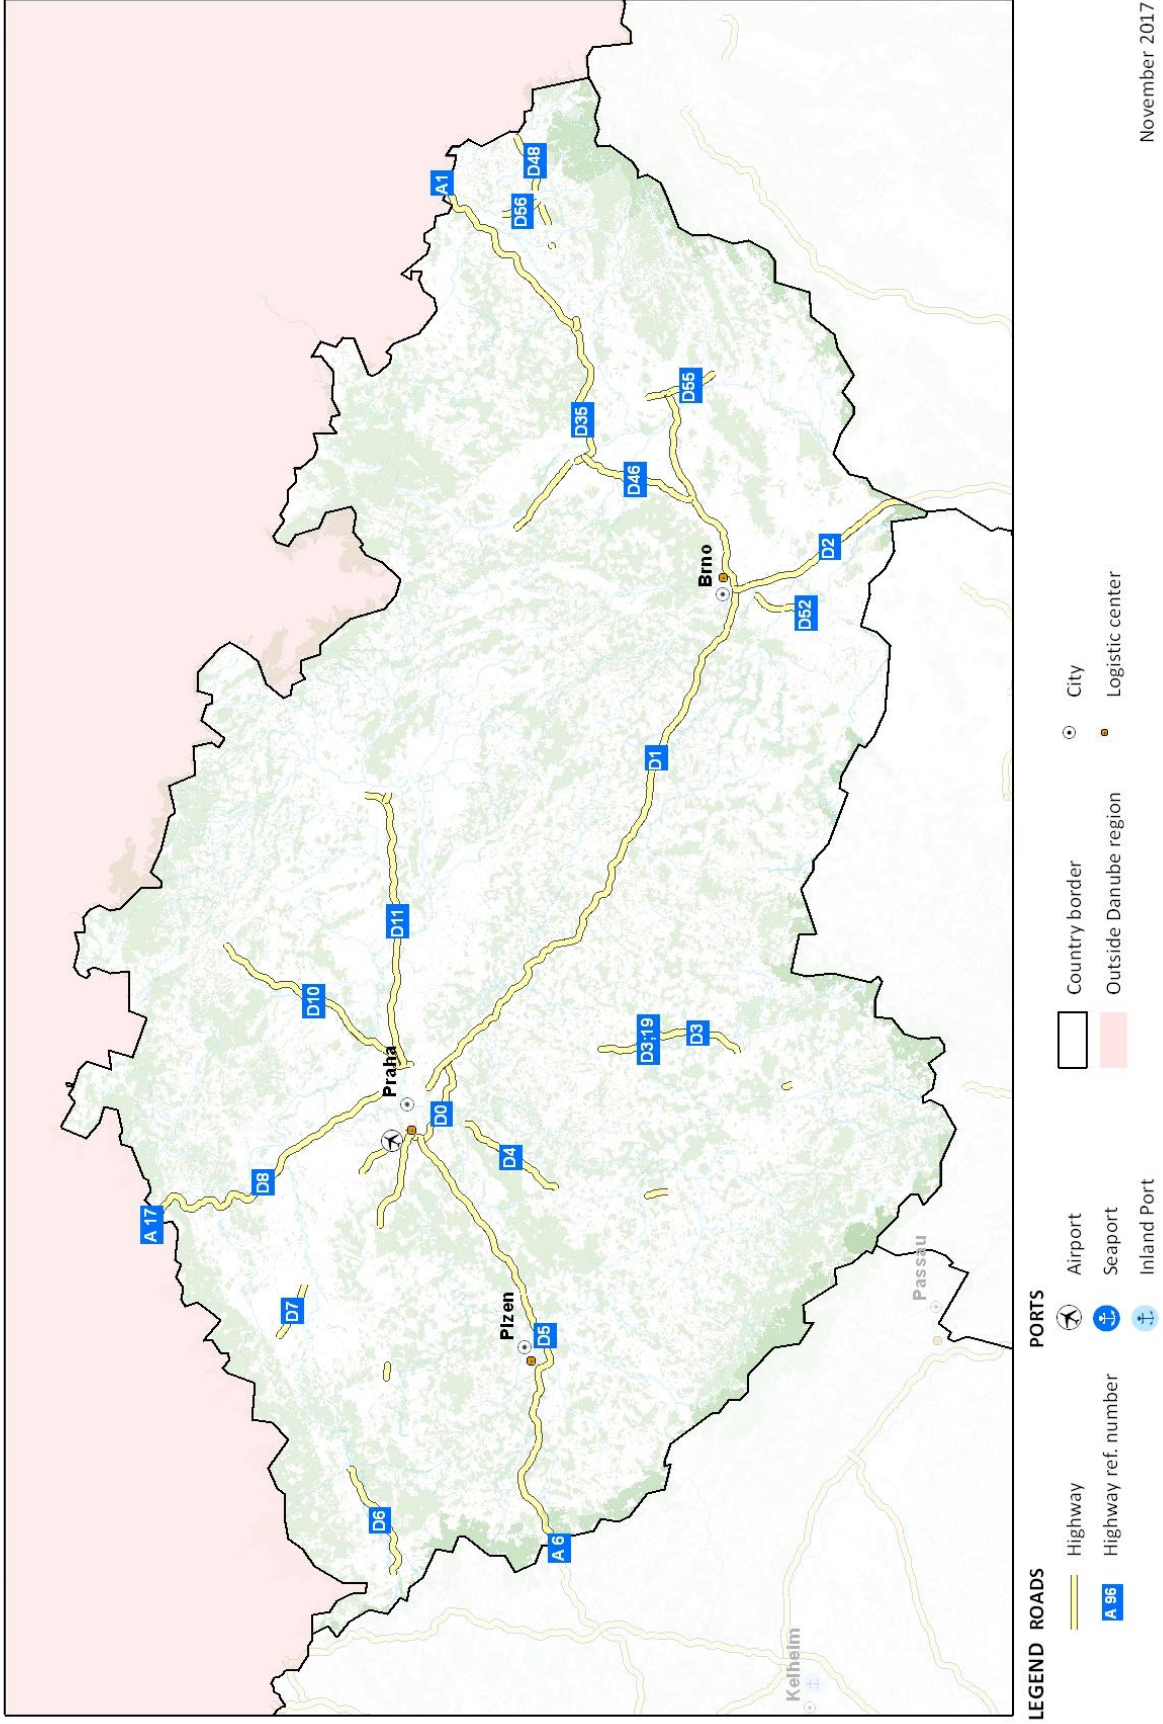 A 17
D8
D10
D7
D11
Praha
D6
D0
D4
Plzen
D5
A 6
D3;19
D3
D1
Brno
D52
D2
D46
D35
D55
A1
D56
D48
Passau
Kelheim
LEGEND ROADS
PORTS
Highway
Airport
Country border
City
A 96
Highway ref. number
Seaport
Outside Danube region
Logistic center
Inland Port
November 2017